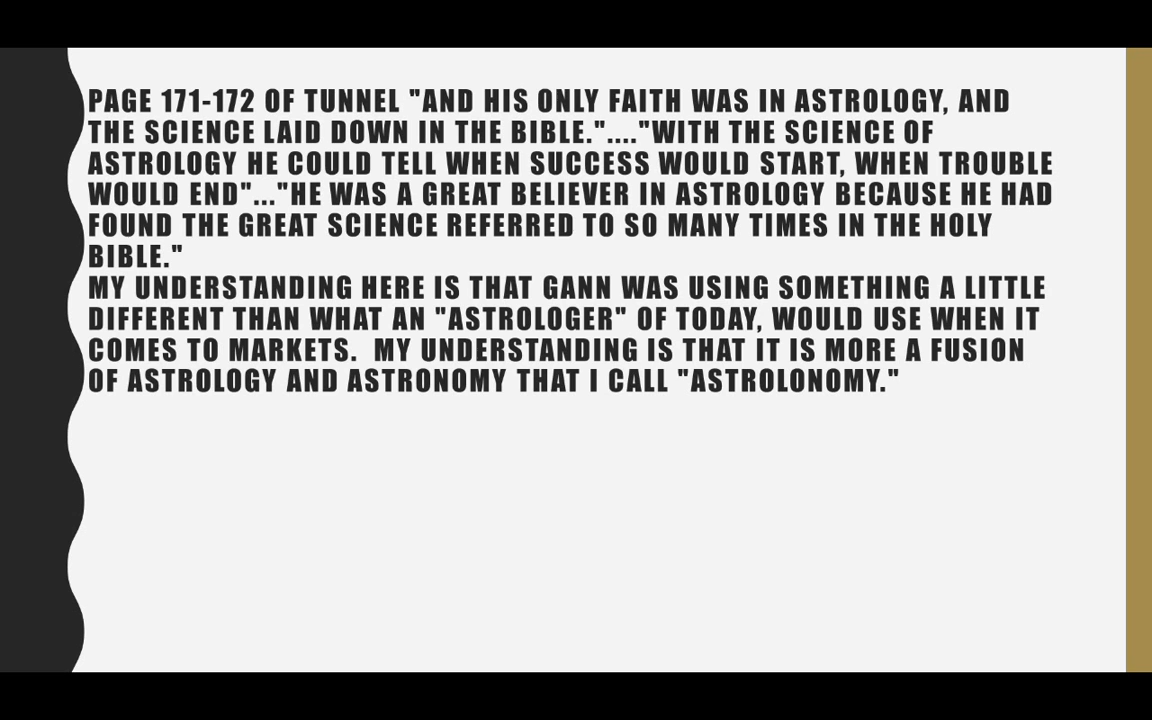 PAGE 171-172 OF TUNNEL "AND HIS ONLY FAITH WAS IN ASTROLOGY, AND
THE SCIENCE LAID DOWN IN THE BIBLE."...."WITH THE SCIENCE OF
ASTROLOGY HE COULD TELL WHEN SUCCESS WOULD START, WHEN TROUBLE
WOULD END"..."HE WAS A GREAT BELIEVER IN ASTROLOGY BECAUSE HE HAD
FOUND THE GREAT SCIENCE REFERRED TO SO MANY TIMES IN THE HOLY
BIBLE."
MY UNDERSTANDING HERE IS THAT GANN WAS USING SOMETHING A LITTLE
DIFFERENT THAN WHAT AN "ASTROLOGER" OF TODAY, WOULD USE WHEN IT
COMES TO MARKETS.  MY UNDERSTANDING IS THAT IT IS MORE A FUSION
OF ASTROLOGY AND ASTRONOMY THAT I CALL "ASTROLONOMY."